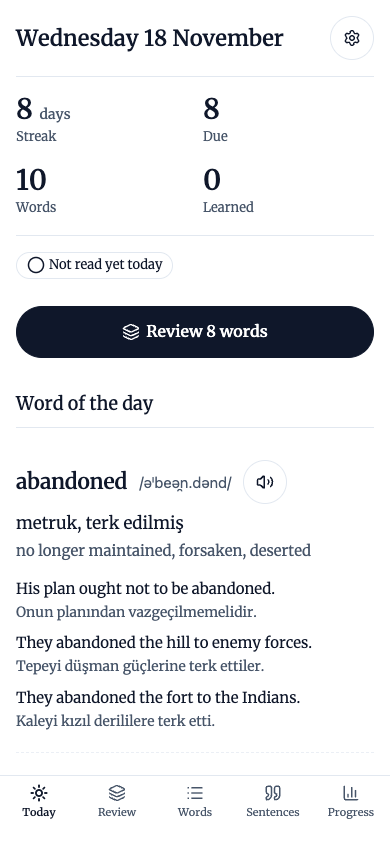 Wednesday 18 November
8 days
Streak
8
Due
10
Words
0
Learned
Not read yet today
Review 8 words
Word of the day
abandoned /əˈbeən̪.dənd/
metruk, terk edilmiş
no longer maintained, forsaken, deserted
His plan ought not to be abandoned.
Onun planından vazgeçilmemelidir.
They abandoned the hill to enemy forces.
Tepeyi düşman güçlerine terk ettiler.
They abandoned the fort to the Indians.
Kaleyi kızıl derililere terk etti.
Today
Review
Words
Sentences
Progress